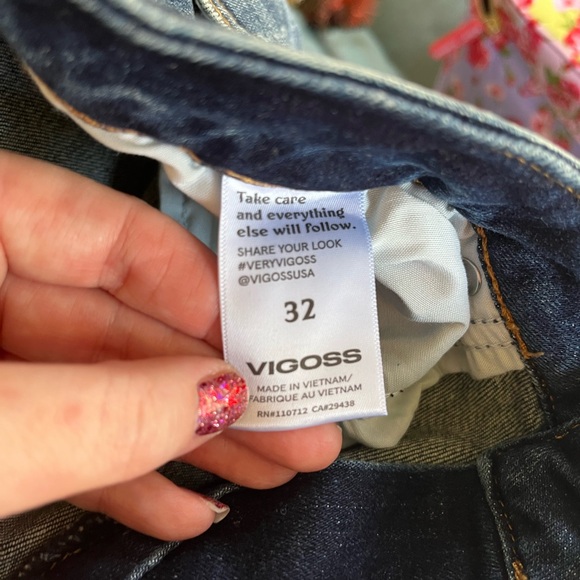 Take care
and everything
else will follow.
SHARE YOUR LOOK
#VERYVIGOSS
@VIGOSSUSA
32
VIGOSS
MADE IN VIETNAM/
FABRIQUE AU VIETNAM
RN#110712 CA#29438